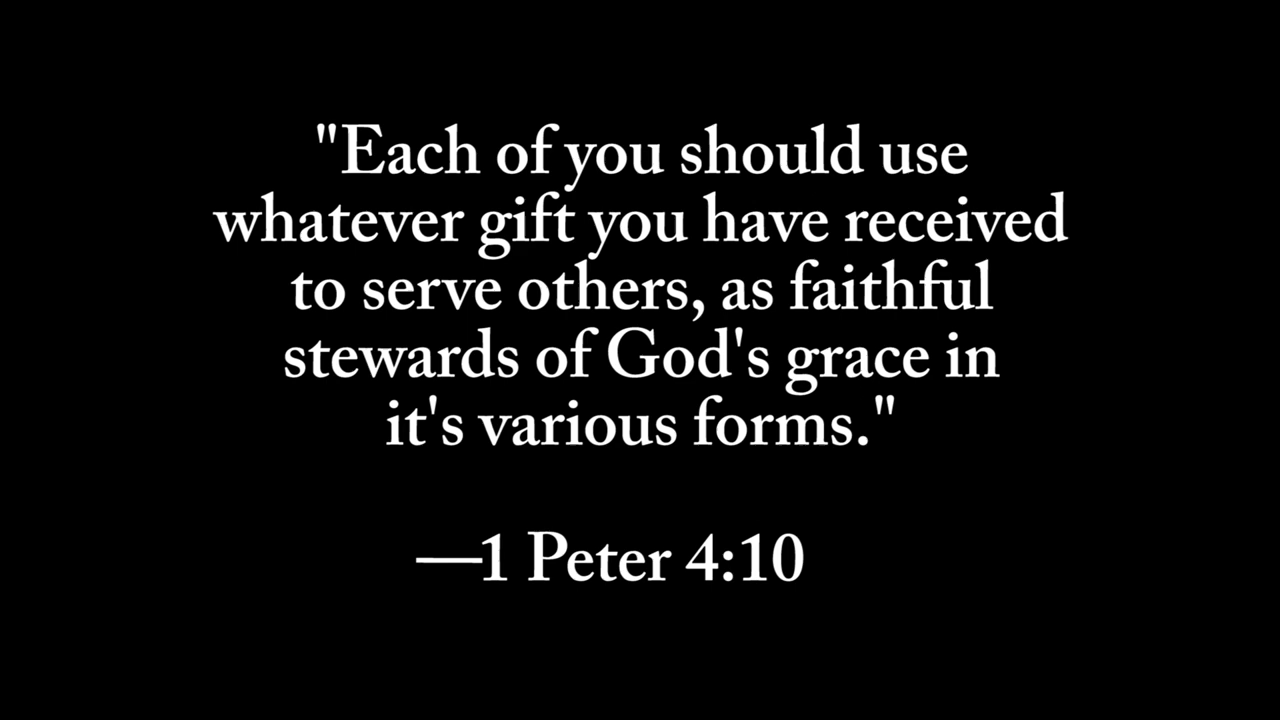 "Each of you should use
whatever gift you have received
to serve others, as faithful
stewards of God's grace in
it's various forms."
—1 Peter 4:10